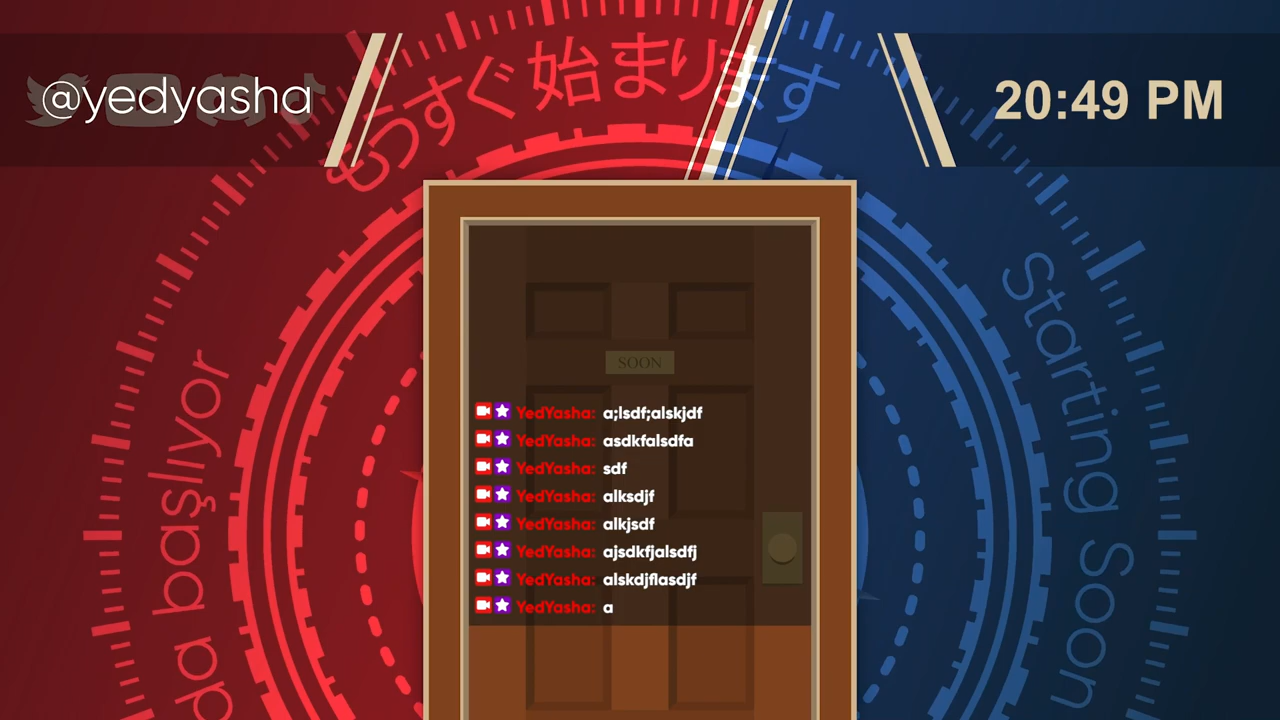 @yedyasha
もうすぐ始まります
20:49 PM
da başlıyor
Starting Soon
SOON
YedYasha: a;lsdf;alskjdf
YedYasha: asdkfalsdfa
YedYasha: sdf
YedYasha: alksdjf
YedYasha: alkjsdf
YedYasha: ajsdkfjalsdfj
YedYasha: alskdjflasdjf
YedYasha: a